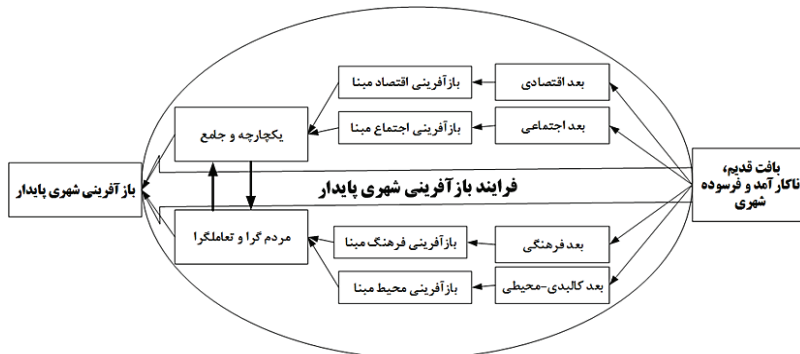 بعد اقتصادی
بازآفرینی اقتصاد مبنا
بعد اجتماعی
بازآفرینی اجتماع مبنا
یکپارچه و جامع
بافت قدیم،
ناکارآمد و فرسوده
شهری
فرایند بازآفرینی شهری پایدار
بازآفرینی شهری پایدار
بعد فرهنگی
بازآفرینی فرهنگ مبنا
مردم گرا و تعاملگرا
بعد کالبدی-محیطی
بازآفرینی محیط مبنا